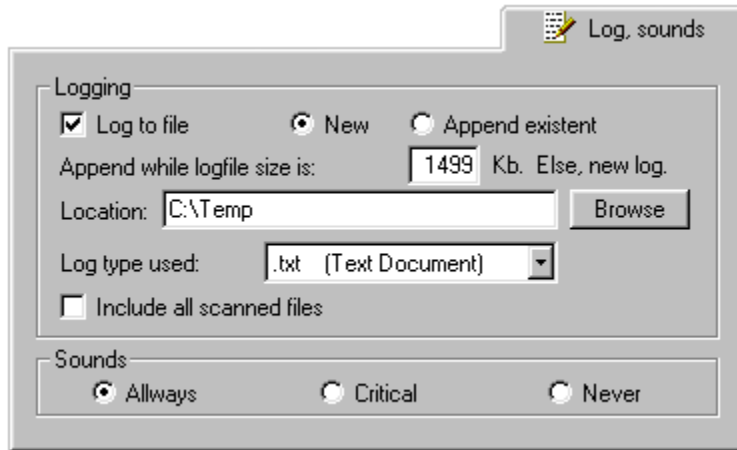 Log, sounds
Logging
Log to file New Append existent
Append while logfile size is: 1499 Kb. Else, new log.
Location: C:\Temp Browse
Log type used: .txt (Text Document)
Include all scanned files
Sounds
Allways Critical Never